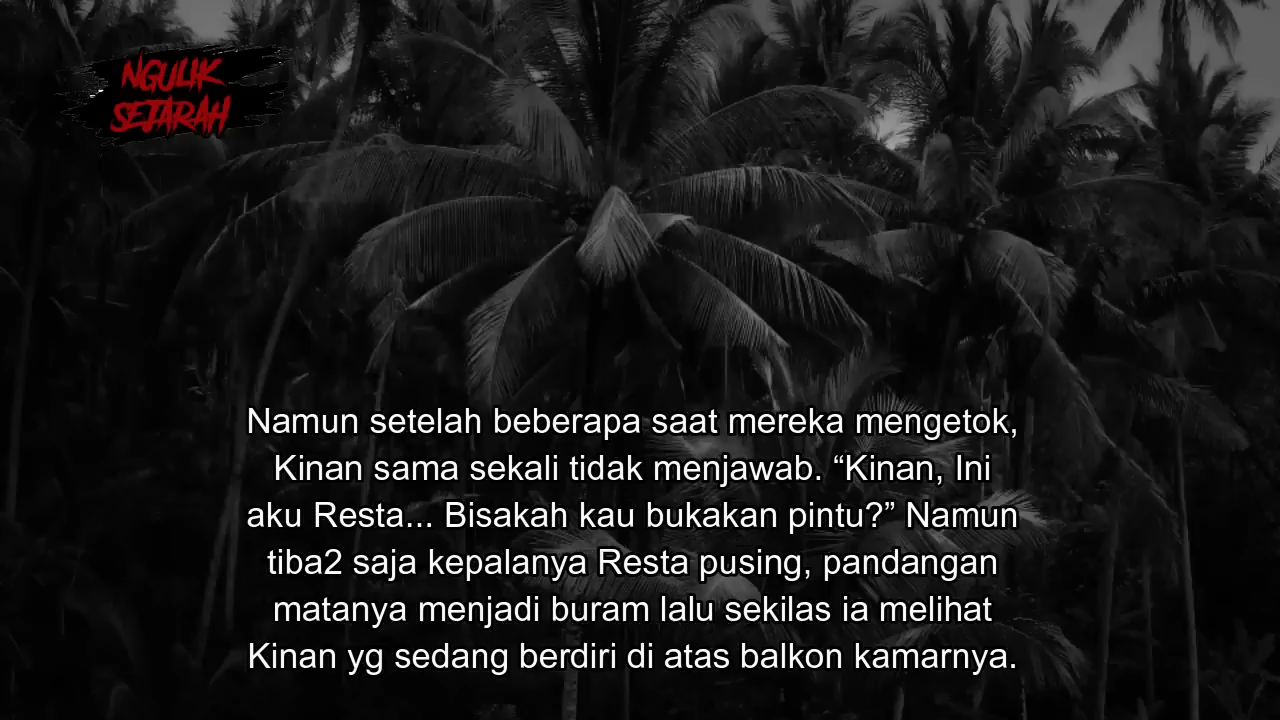 NGULIK
SEJARAH
Namun setelah beberapa saat mereka mengetok,
Kinan sama sekali tidak menjawab. “Kinan, Ini
aku Resta... Bisakah kau bukakan pintu?” Namun
tiba2 saja kepalanya Resta pusing, pandangan
matanya menjadi buram lalu sekilas ia melihat
Kinan yg sedang berdiri di atas balkon kamarnya.